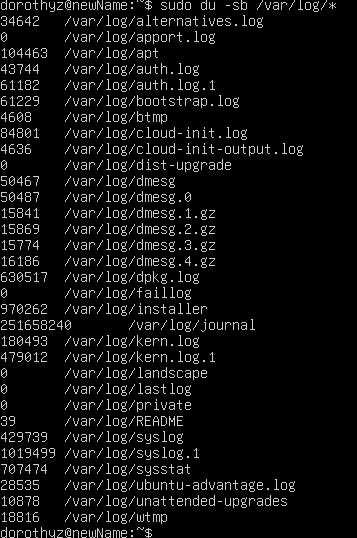 dorothyz@newName:~$ sudo du -sb /var/log/*
34642 /var/log/alternatives.log
0 /var/log/apport.log
104463 /var/log/apt
43744 /var/log/auth.log
61182 /var/log/auth.log.1
61229 /var/log/bootstrap.log
4608 /var/log/btmp
84801 /var/log/cloud-init.log
4636 /var/log/cloud-init-output.log
0 /var/log/dist-upgrade
50467 /var/log/dmesg
50487 /var/log/dmesg.0
15841 /var/log/dmesg.1.gz
15869 /var/log/dmesg.2.gz
15774 /var/log/dmesg.3.gz
16186 /var/log/dmesg.4.gz
630517 /var/log/dpkg.log
0 /var/log/faillog
970262 /var/log/installer
251658240 /var/log/journal
180493 /var/log/kern.log
479012 /var/log/kern.log.1
0 /var/log/landscape
0 /var/log/lastlog
0 /var/log/private
39 /var/log/README
429739 /var/log/syslog
1019499 /var/log/syslog.1
707474 /var/log/sysstat
28535 /var/log/ubuntu-advantage.log
10878 /var/log/unattended-upgrades
18816 /var/log/wtmp
dorothyz@newName:~$